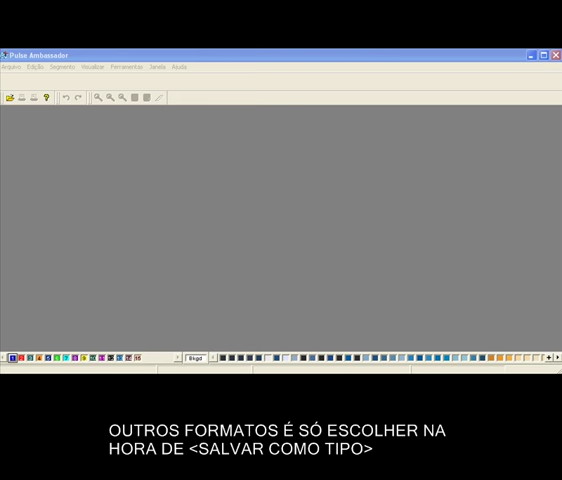 Pulse Ambassador
Arquivo Edição Segmento Visualizar Ferramentas Janela Ajuda
Bkgd
OUTROS FORMATOS É SÓ ESCOLHER NA
HORA DE <SALVAR COMO TIPO>